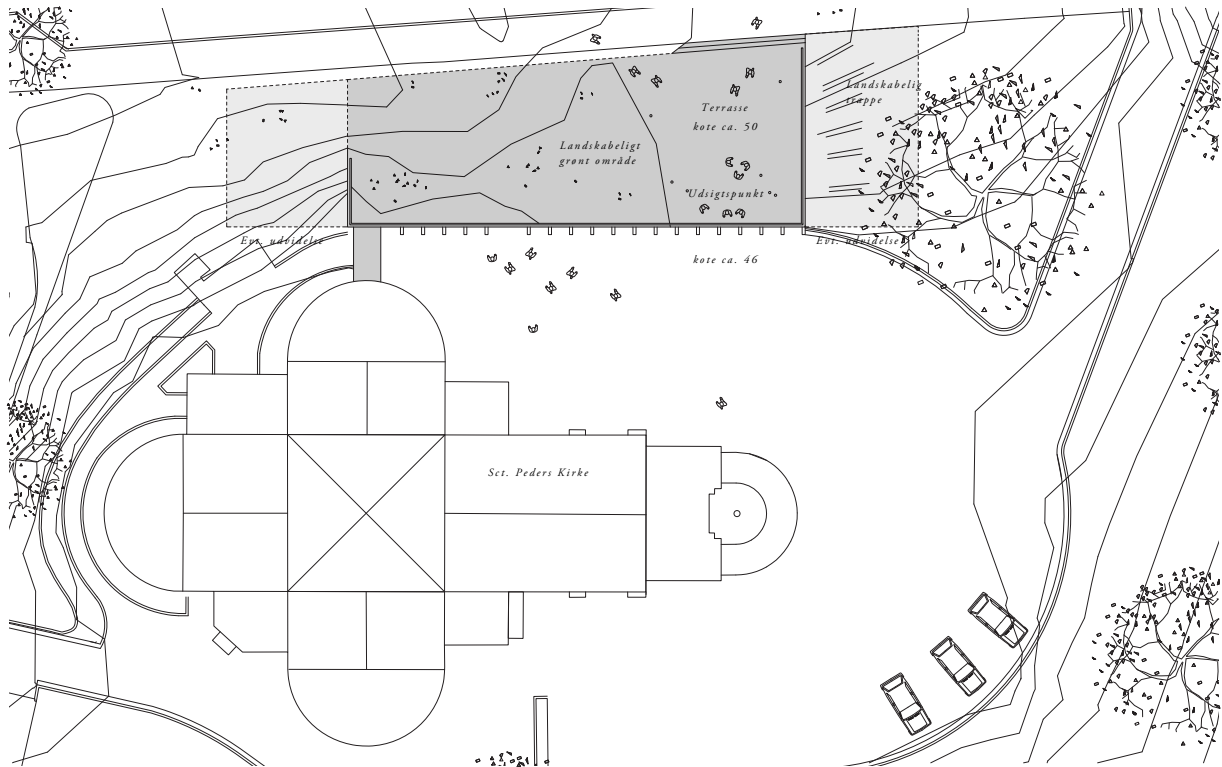 Landskabelig
trappe
Terrasse
kote ca. 50
Landskabeligt
grønt område
Udsigtspunkt
Evt. udvidelse
Evt. udvidelse
kote ca. 46
Sct. Peders Kirke